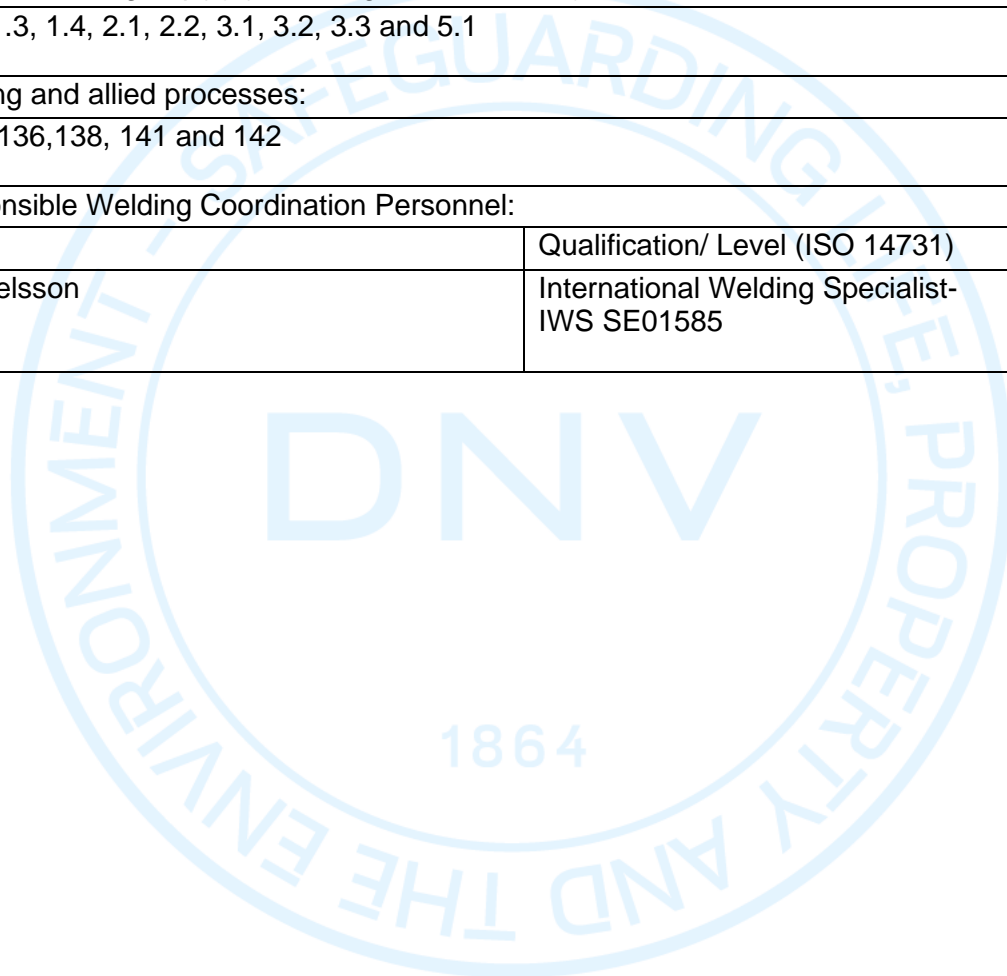 .3, 1.4, 2.1, 2.2, 3.1, 3.2, 3.3 and 5.1
ng and allied processes:
136,138, 141 and 142
onsible Welding Coordination Personnel:
Qualification/ Level (ISO 14731)
elsson
International Welding Specialist-
IWS SE01585
SAFEGUARDING LIFE, PROPERTY AND THE ENVIRONMENT -
DNV
1864